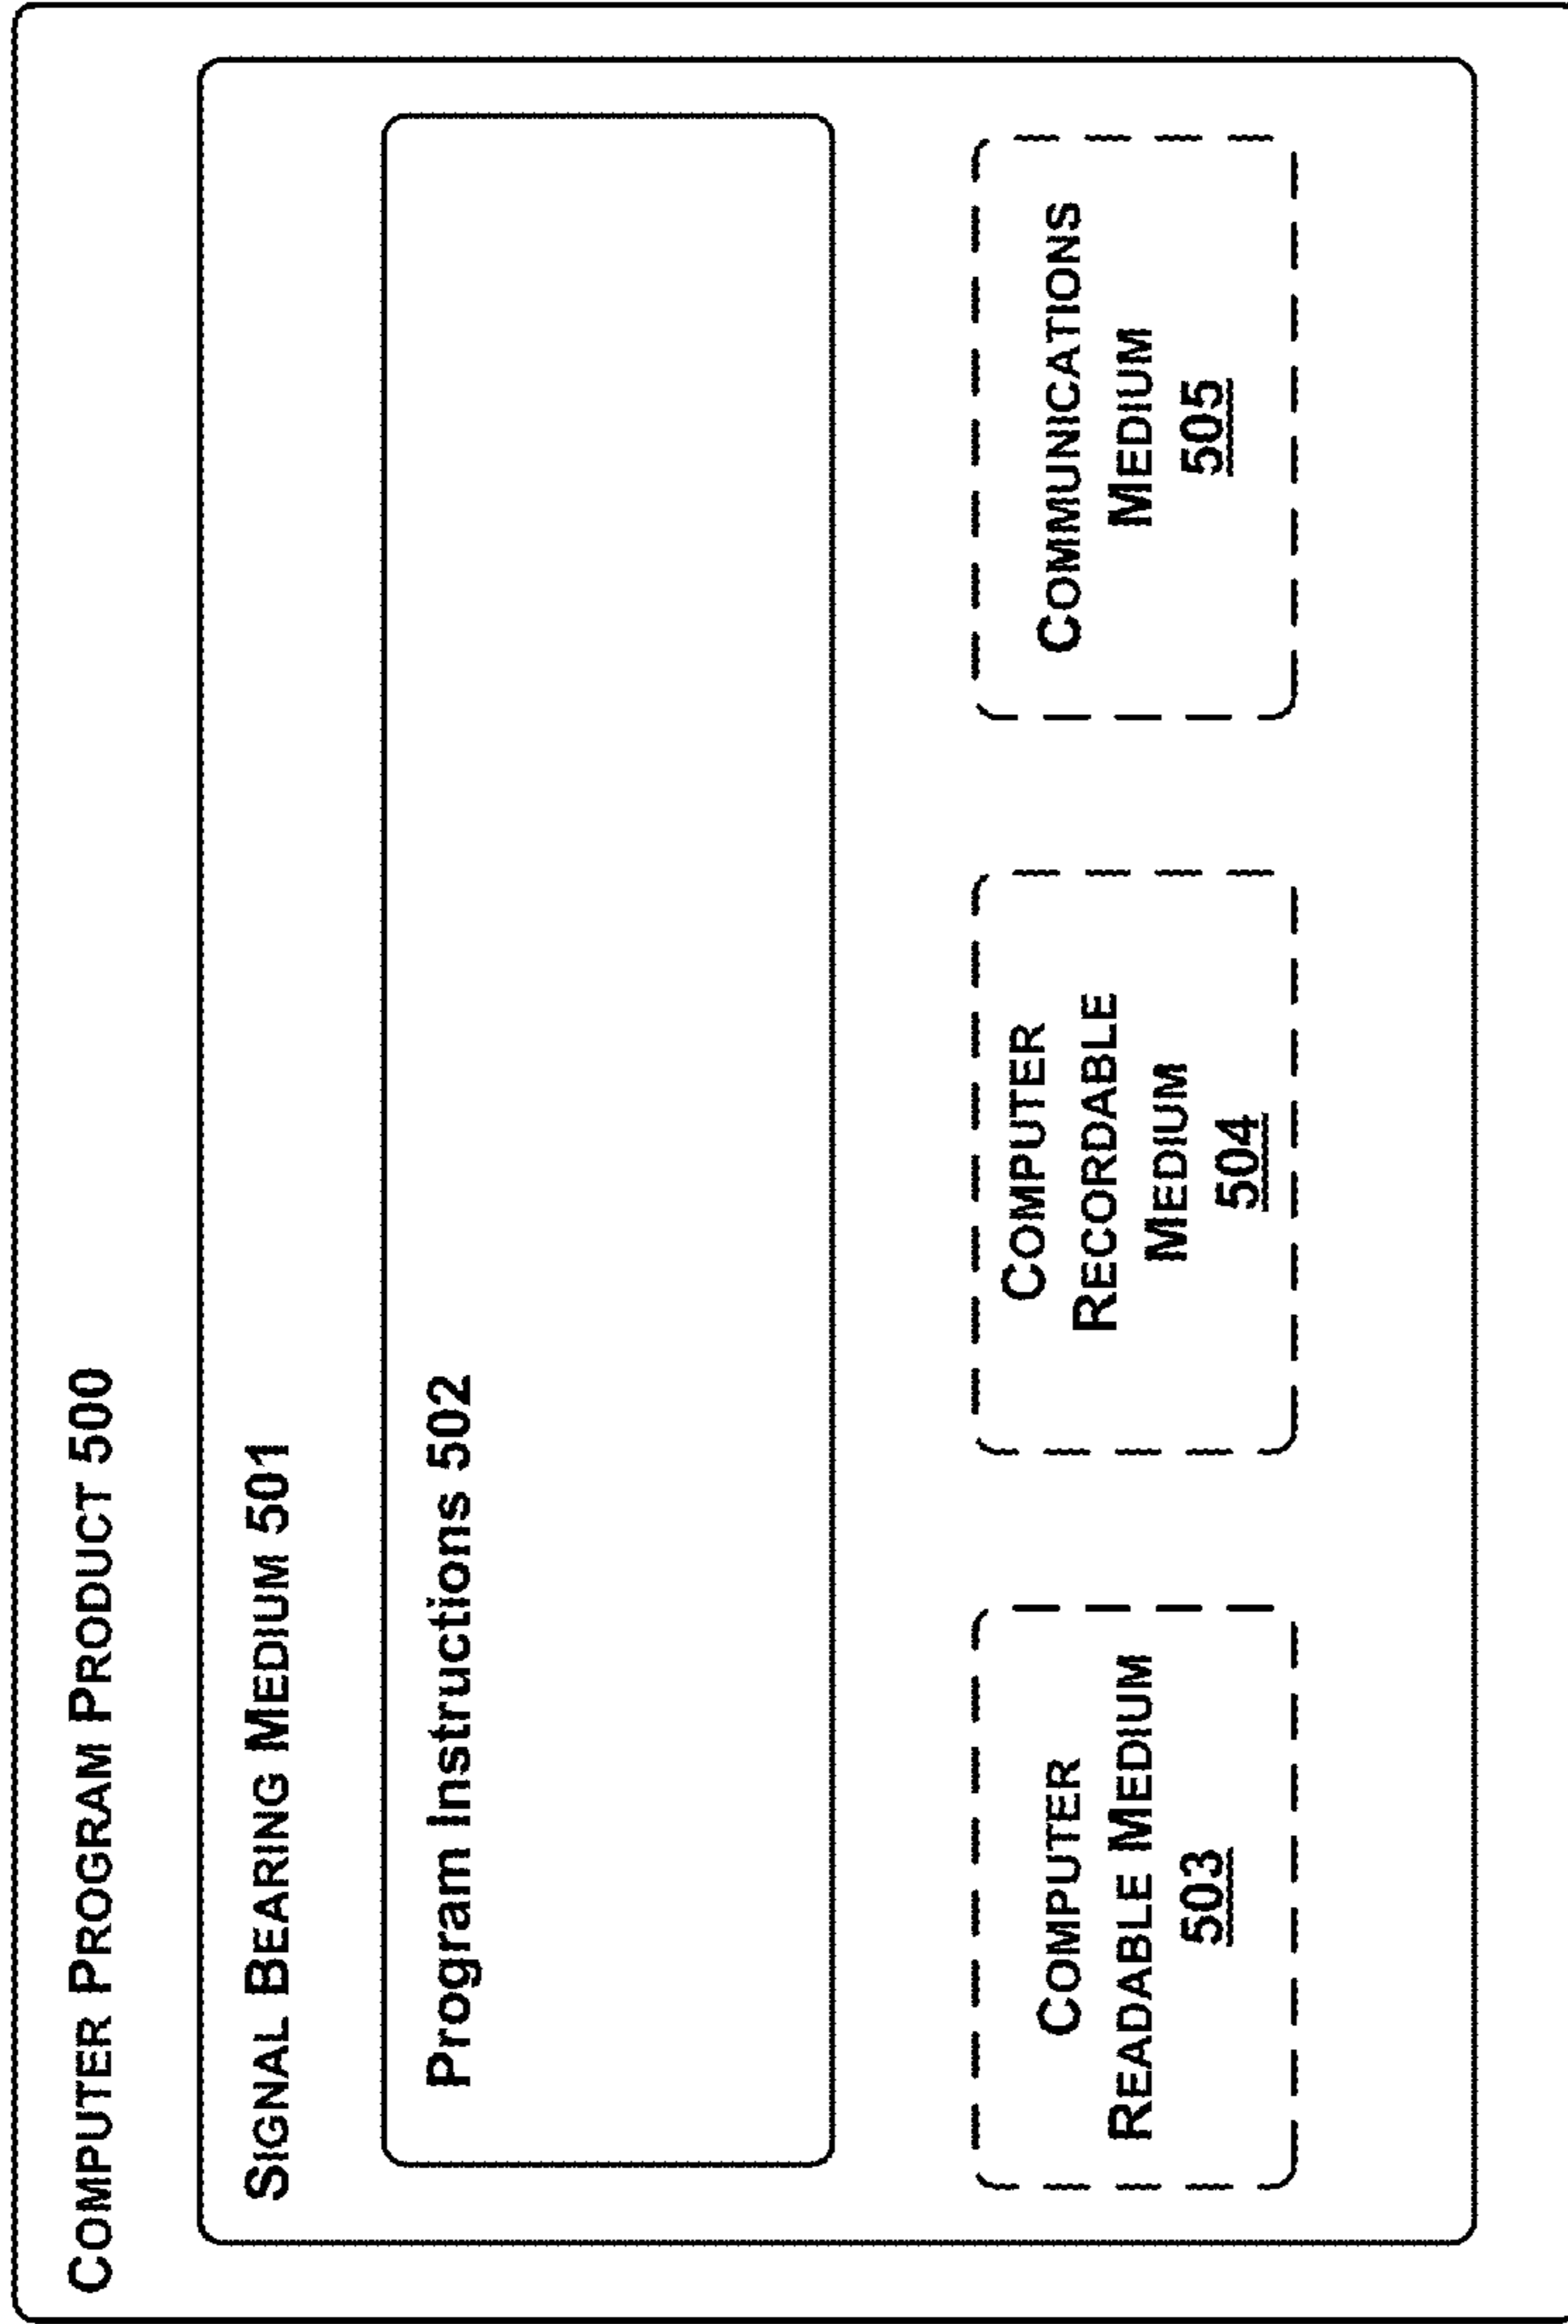 COMPUTER PROGRAM PRODUCT 500
SIGNAL BEARING MEDIUM 501
Program Instructions 502
COMPUTER
READABLE MEDIUM
503
COMPUTER
RECORDABLE
MEDIUM
504
COMMUNICATIONS
MEDIUM
505